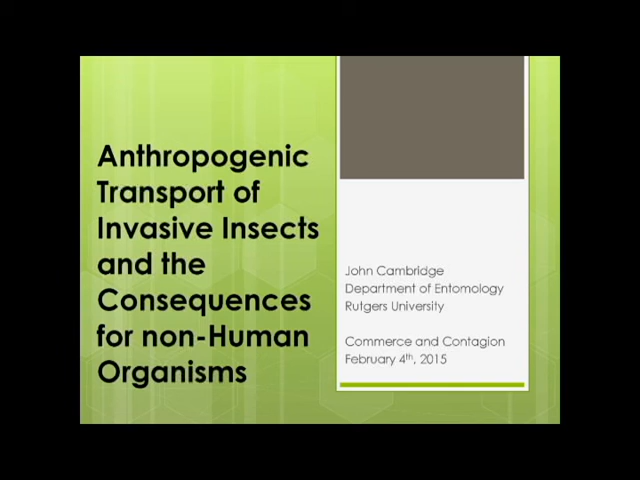 Anthropogenic
Transport of
Invasive Insects
and the
Consequences
for non-Human
Organisms
John Cambridge
Department of Entomology
Rutgers University
Commerce and Contagion
February 4th, 2015